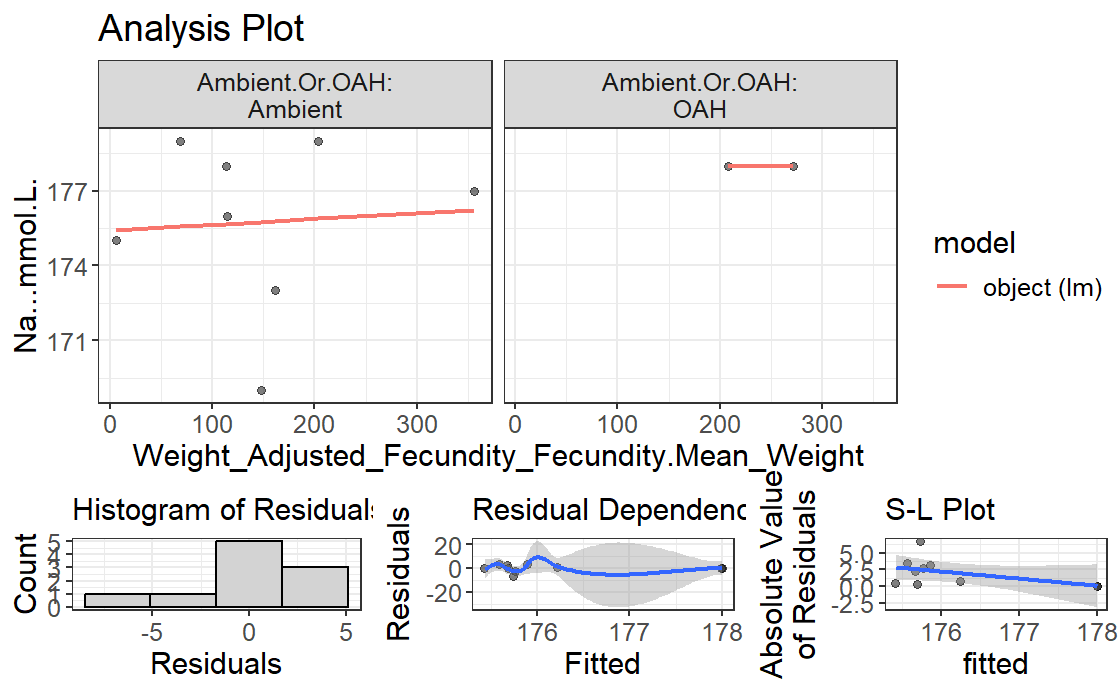 Analysis Plot
Ambient.Or.OAH:
Ambient
Ambient.Or.OAH:
OAH
Na...mmol.L.
177
174
171
0 100 200 300
0 100 200 300
Weight_Adjusted_Fecundity_Fecundity.Mean_Weight
model
object (lm)
Histogram of Residuals
Count
5
4
3
2
1
0
-5 0 5
Residuals
Residual Dependenc
Residuals
20
0
-20
176 177 178
Fitted
S-L Plot
Absolute Value
of Residuals
5.0
2.5
0.0
-2.5
176 177 178
fitted